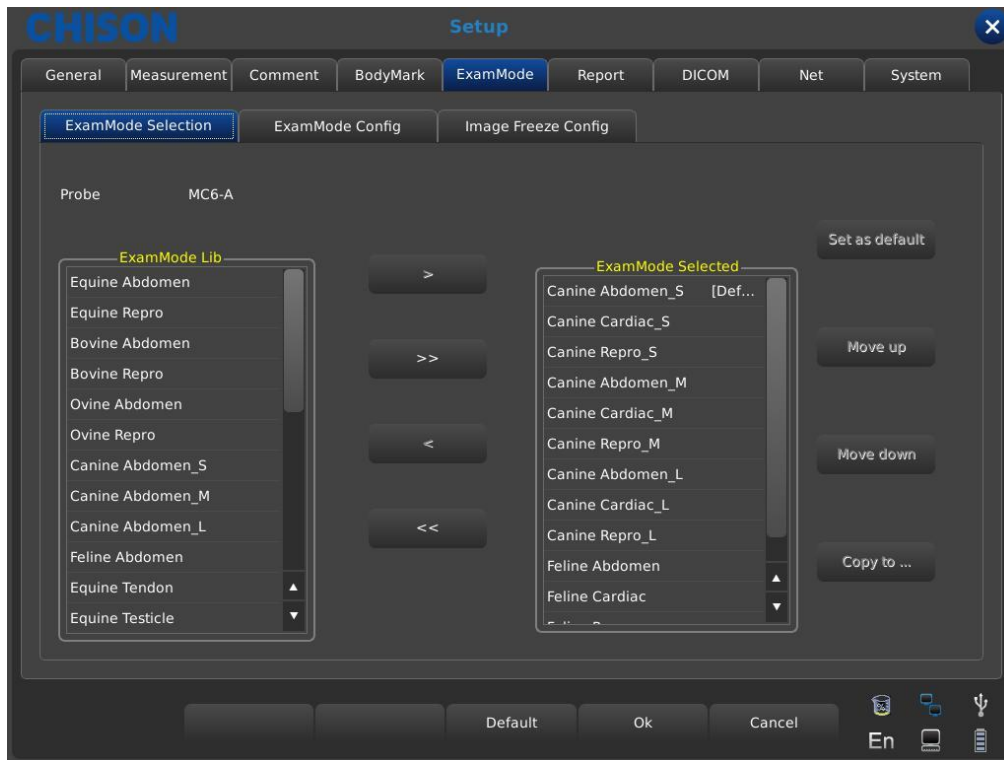 CHISON
Setup
General Measurement Comment BodyMark ExamMode Report DICOM Net System
ExamMode Selection ExamMode Config Image Freeze Config
Probe MC6-A
ExamMode Lib
Equine Abdomen
Equine Repro
Bovine Abdomen
Bovine Repro
Ovine Abdomen
Ovine Repro
Canine Abdomen_S
Canine Abdomen_M
Canine Abdomen_L
Feline Abdomen
Equine Tendon
Equine Testicle
>
>>
<
<<
ExamMode Selected
Canine Abdomen_S [Def...
Canine Cardiac_S
Canine Repro_S
Canine Abdomen_M
Canine Cardiac_M
Canine Repro_M
Canine Abdomen_L
Canine Cardiac_L
Canine Repro_L
Feline Abdomen
Feline Cardiac
Set as default
Move up
Move down
Copy to ...
Default Ok Cancel
En